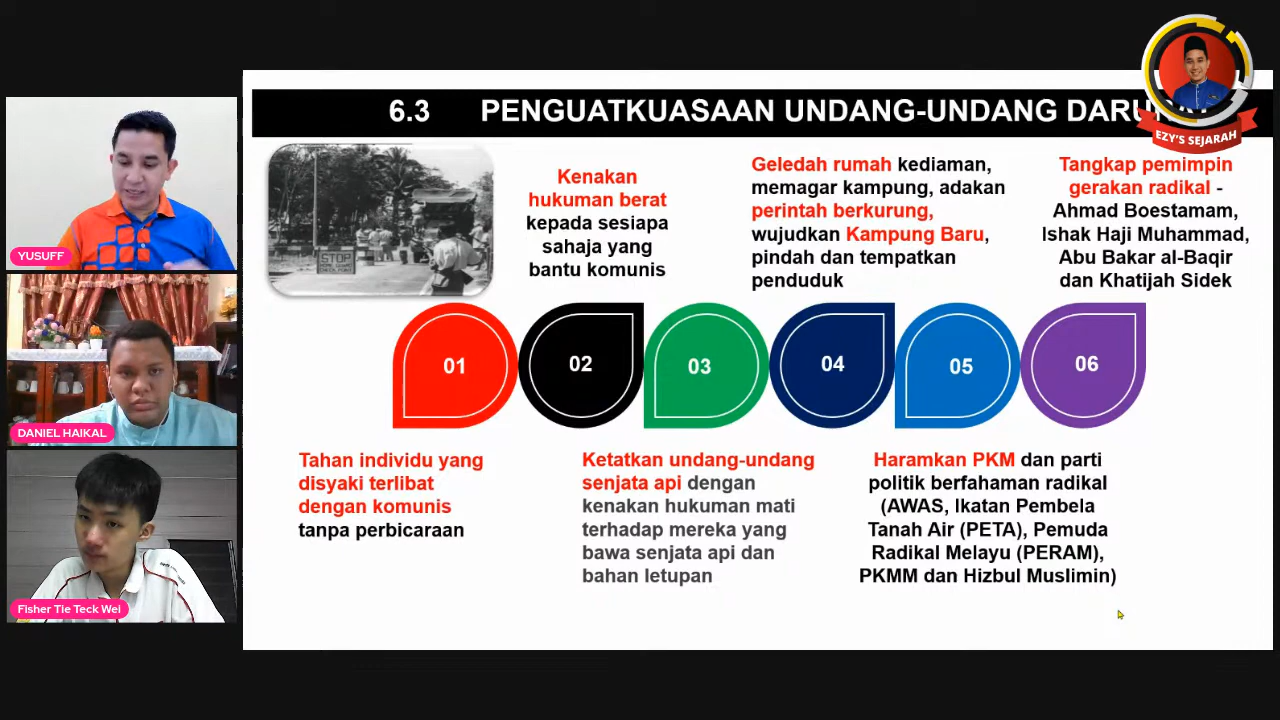 6.3 PENGUATKUASAAN UNDANG-UNDANG
EZY'S SEJARAH
YUSUFF
DANIEL HAIKAL
Fisher Tie Teck Wei
STOP
Kenakan
hukuman berat
kepada sesiapa
sahaja yang
bantu komunis
Geledah rumah kediaman,
memagar kampung, adakan
perintah berkurung,
wujudkan Kampung Baru,
pindah dan tempatkan
penduduk
Tangkap pemimpin
gerakan radikal -
Ahmad Boestamam,
Ishak Haji Muhammad,
Abu Bakar al-Baqir
dan Khatijah Sidek
01
02
03
04
05
06
Tahan individu yang
disyaki terlibat
dengan komunis
tanpa perbicaraan
Ketatkan undang-undang
senjata api dengan
kenakan hukuman mati
terhadap mereka yang
bawa senjata api dan
bahan letupan
Haramkan PKM dan parti
politik berfahaman radikal
(AWAS, Ikatan Pembela
Tanah Air (PETA), Pemuda
Radikal Melayu (PERAM),
PKMM dan Hizbul Muslimin)